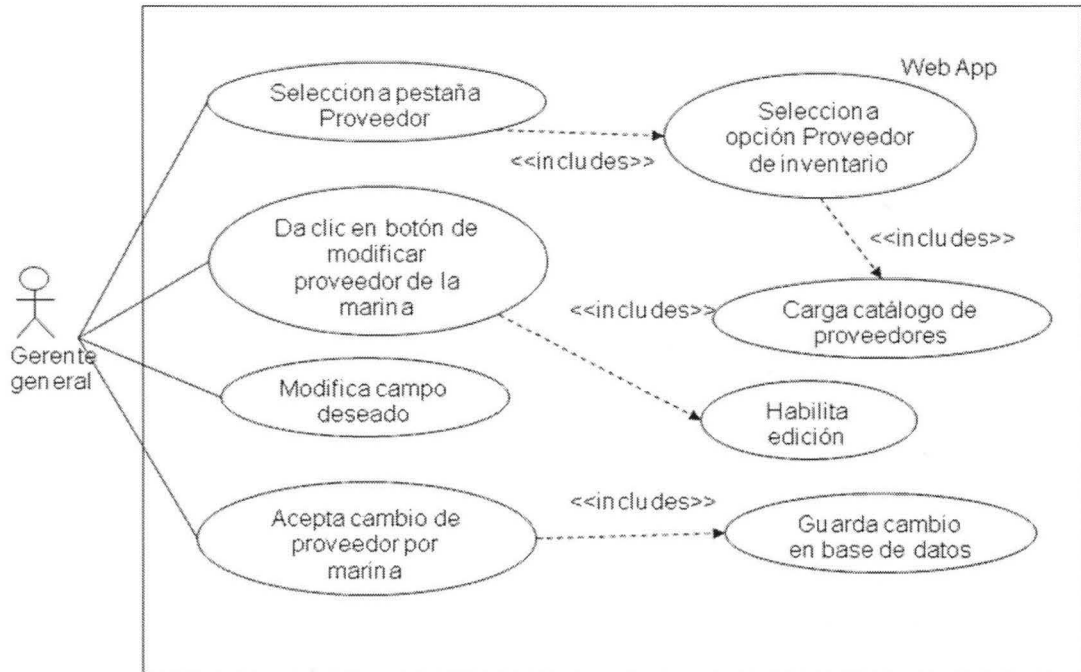 Web App
Selecciona pestaña
Proveedor
Selecciona
opción Proveedor
de inventario
<<includes>>
Da clic en botón de
modificar
proveedor de la
marina
<<includes>>
<<includes>>
Carga catálogo de
proveedores
Gerente
general
Modifica campo
deseado
Habilita
edición
<<includes>>
Acepta cambio de
proveedor por
marina
Guarda cambio
en base de datos